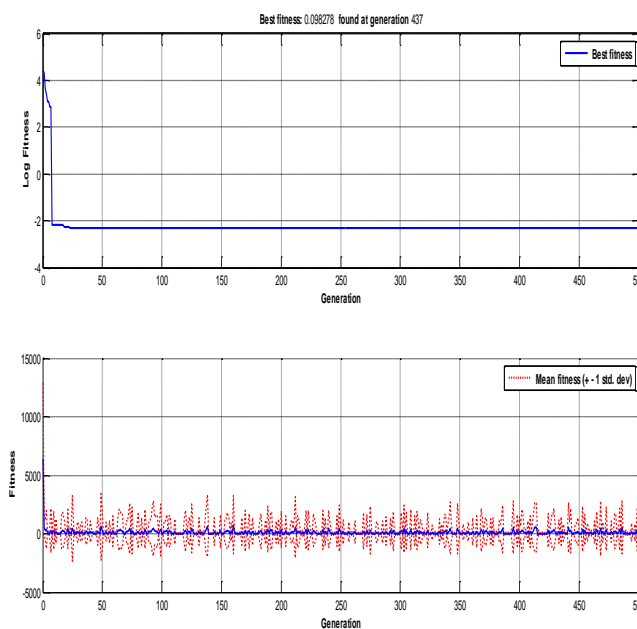 Best fitness: 0.098278 found at generation 437
6
4
2
0
-2
-4
Log Fitness
Best fitness
0 50 100 150 200 250 300 350 400 450
Generation
15000
10000
5000
0
-5000
Fitness
Mean fitness (+ - 1 std. dev)
0 50 100 150 200 250 300 350 400 450
Generation